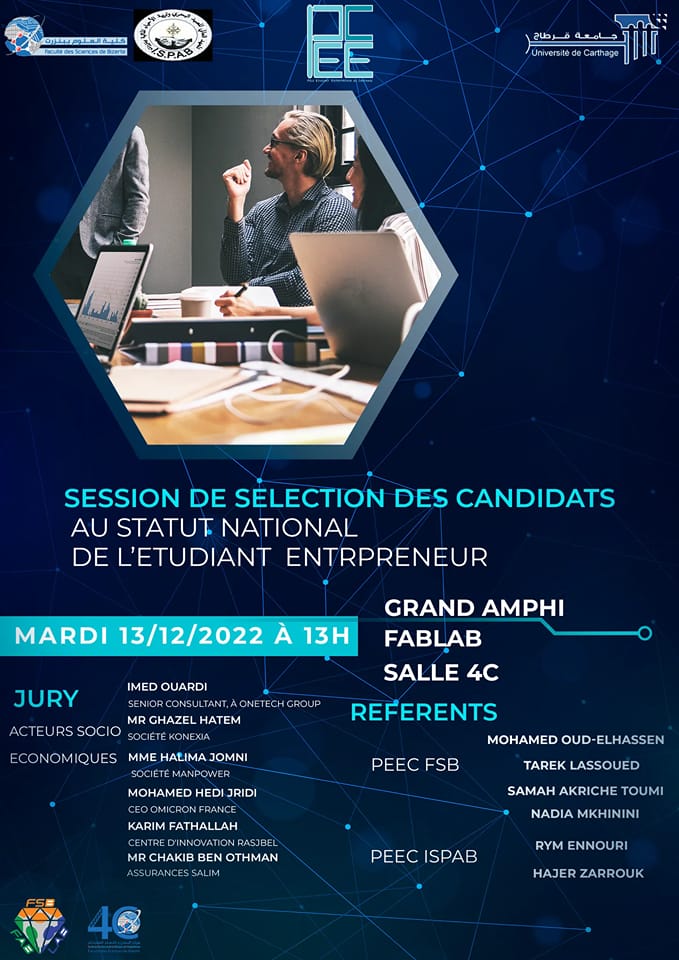 كلية العلوم ببنزرت
Faculté des Sciences de Bizerte
I.S.P.A.B
PCEE
جامعة قرطاج
Université de Carthage
SESSION DE SELECTION DES CANDIDATS
AU STATUT NATIONAL
DE L'ETUDIANT ENTRPRENEUR
MARDI 13/12/2022 À 13H
GRAND AMPHI
FABLAB
SALLE 4C
JURY
ACTEURS SOCIO
ECONOMIQUES
IMED OUARDI
SENIOR CONSULTANT, À ONETECH GROUP
MR GHAZEL HATEM
SOCIÉTÉ KONEXIA
MME HALIMA JOMNI
SOCIÉTÉ MANPOWER
MOHAMED HEDI JRIDI
CEO OMICRON FRANCE
KARIM FATHALLAH
CENTRE D'INNOVATION RASJBEL
MR CHAKIB BEN OTHMAN
ASSURANCES SALIM
REFERENTS
PEEC FSB
MOHAMED OUD-ELHASSEN
TAREK LASSOUED
SAMAH AKRICHE TOUMI
NADIA MKHININI
PEEC ISPAB
RYM ENNOURI
HAJER ZARROUK
FSB
4C